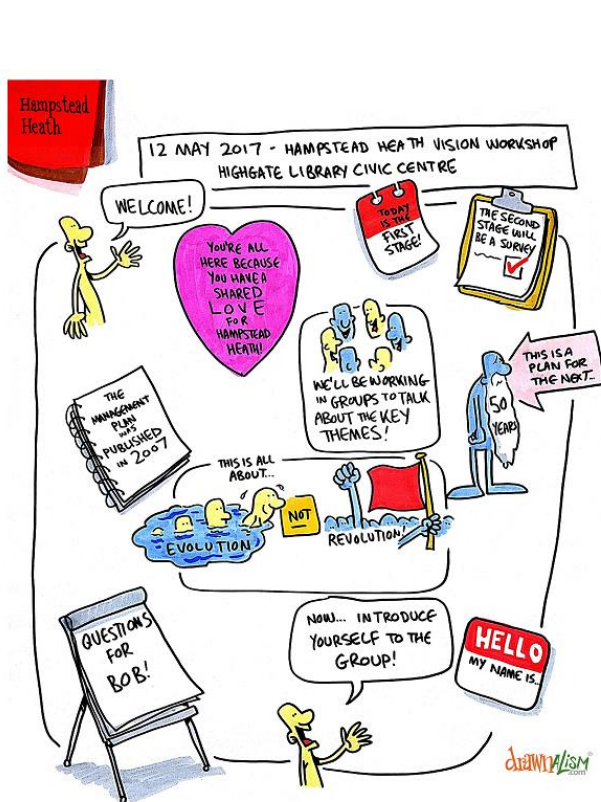 Hampstead
Heath
12 MAY 2017 - HAMPSTEAD HEATH VISION WORKSHOP
HIGHGATE LIBRARY CIVIC CENTRE
WELCOME!
YOU'RE ALL
HERE BECAUSE
YOU HAVE A
SHARED
LOVE
FOR
HAMPSTEAD
HEATH!
TODAY
IS THE
FIRST
STAGE!
THE SECOND
STAGE WILL
BE A SURVEY
WE'LL BE WORKING
IN GROUPS TO TALK
ABOUT THE KEY
THEMES!
THIS IS A
PLAN FOR
THE NEXT...
50
YEARS
THE
MANAGEMENT
PLAN
WAS
PUBLISHED
IN 2007
THIS IS ALL
ABOUT...
EVOLUTION
NOT
REVOLUTION!
QUESTIONS
FOR
BOB!
NOW... INTRODUCE
YOURSELF TO THE
GROUP!
HELLO
MY NAME IS...
drawnalism
.com